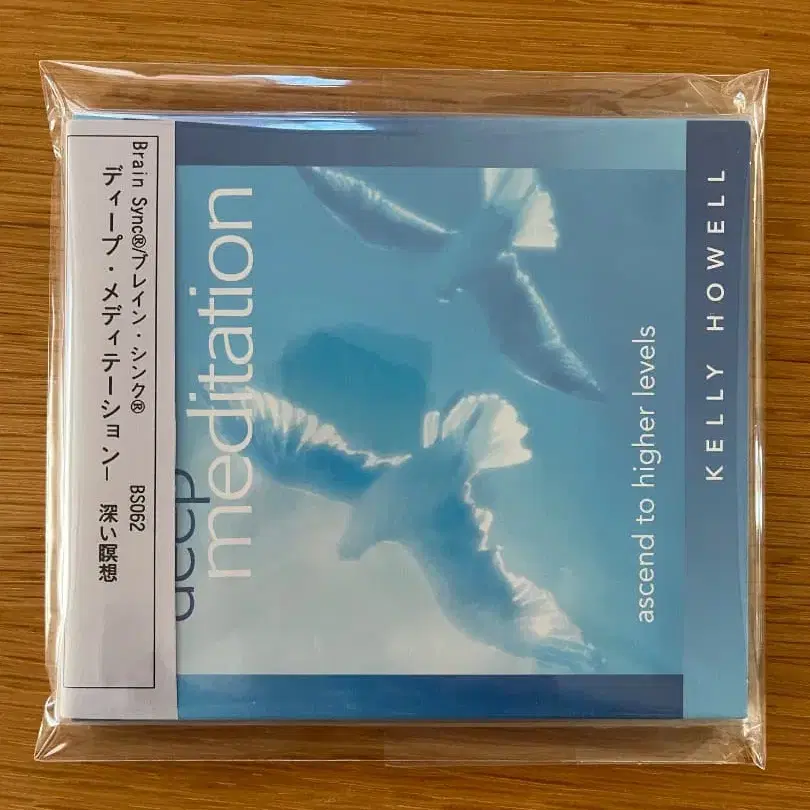 Brain Sync®/ブレイン・シンク® BS062
ディープ・メディテーション– 深い瞑想
deep
meditation
ascend to higher levels
KELLY HOWELL